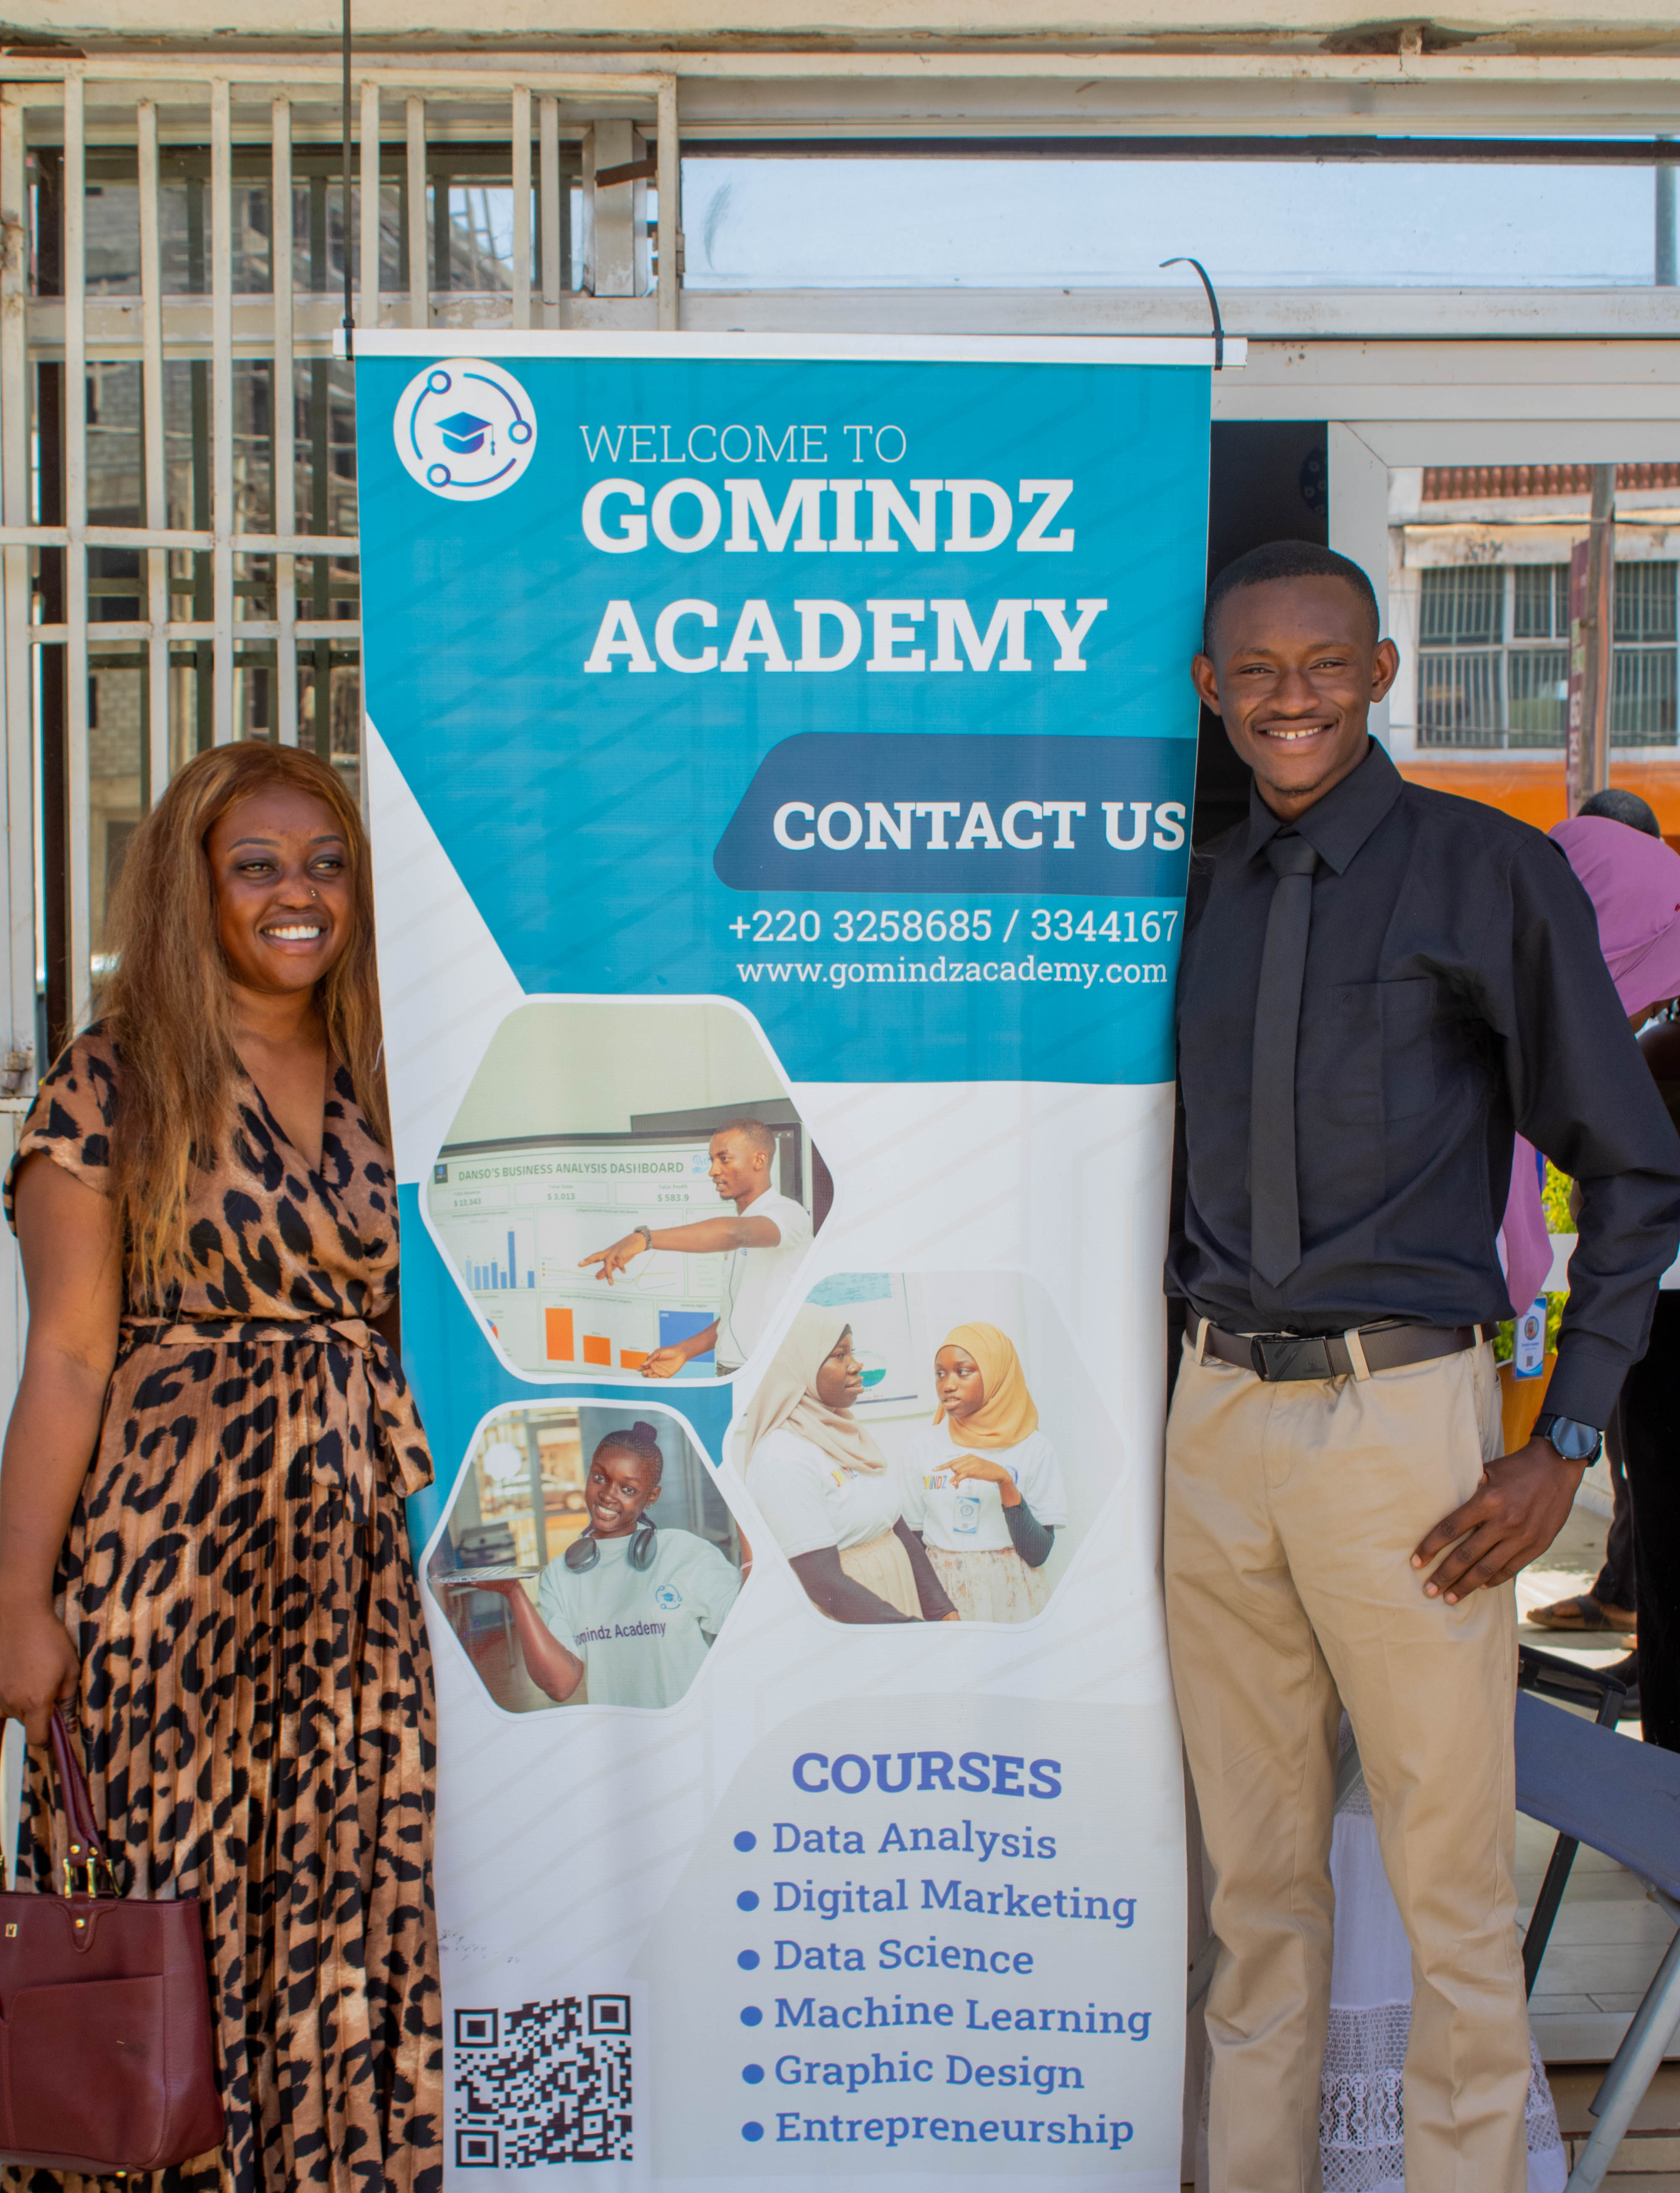 WELCOME TO
GOMINDZ
ACADEMY
CONTACT US
+220 3258685 / 3344167
www.gomindzacademy.com
DANSO'S BUSINESS ANALYSIS DASHBOARD
$ 3.013
$ 583.9
INDZ
Gomindz Academy
COURSES
Data Analysis
Digital Marketing
Data Science
Machine Learning
Graphic Design
Entrepreneurship